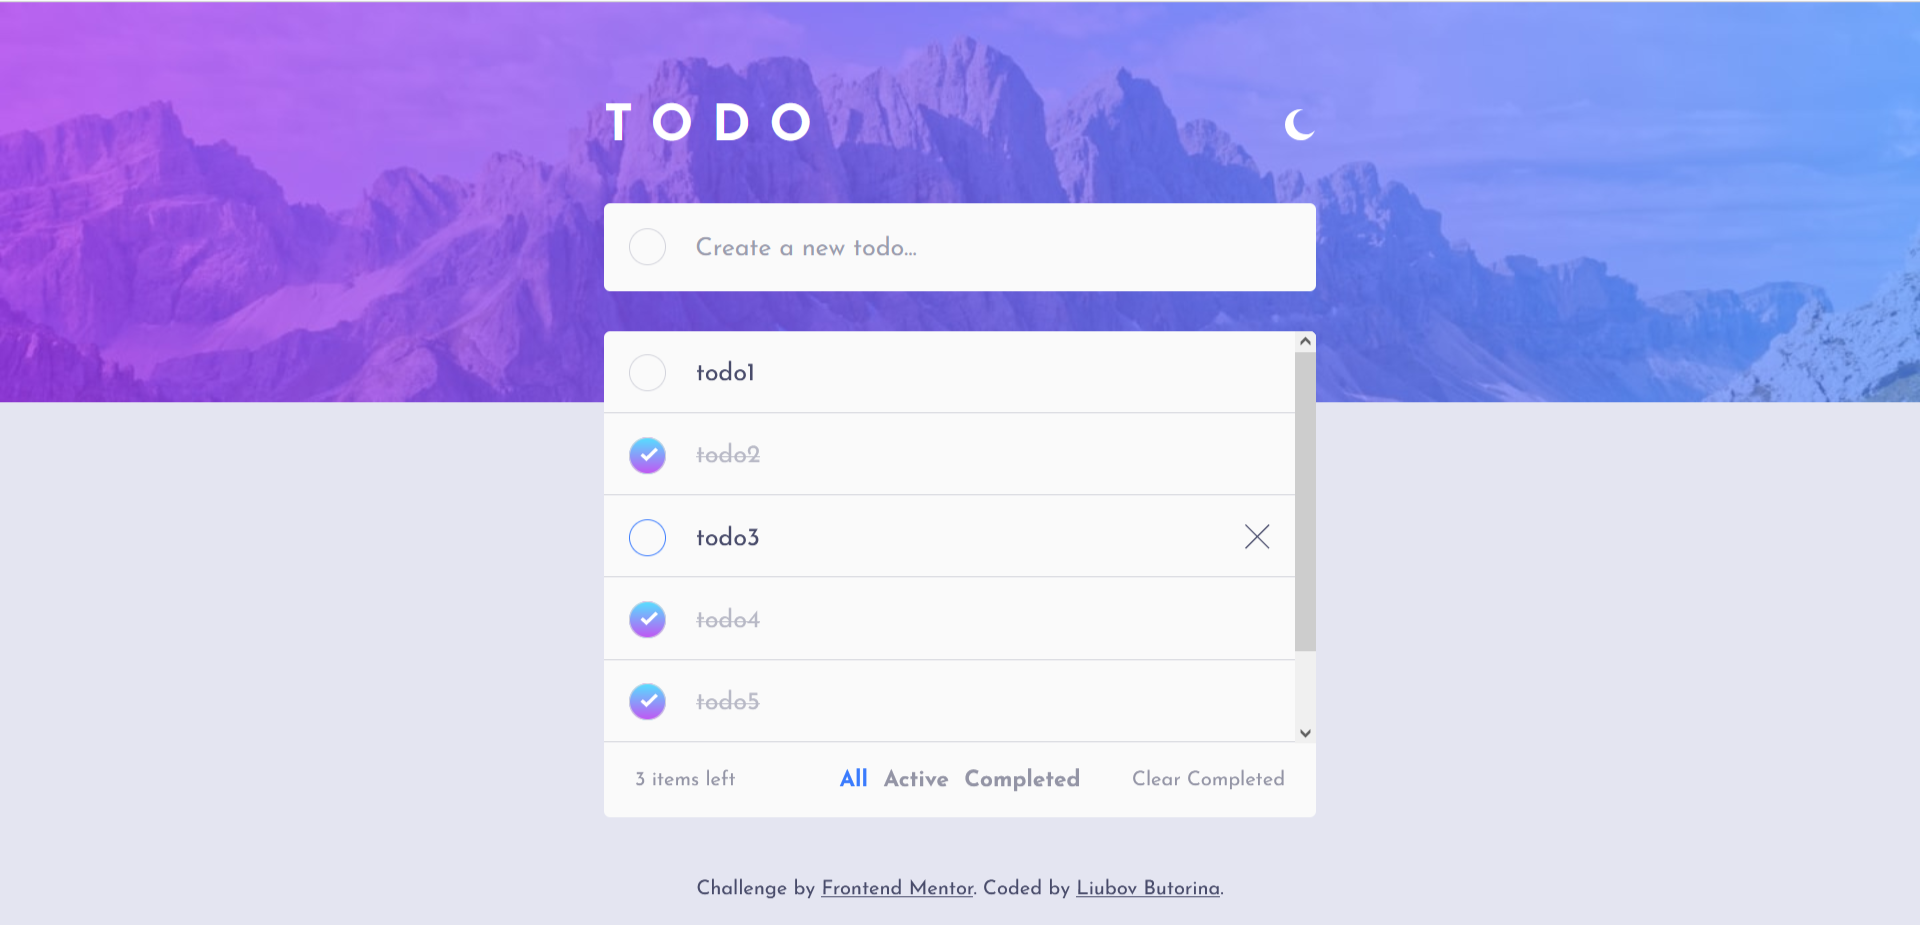 TODO
Create a new todo...
todo1
todo2
todo3
todo4
todo5
3 items left All Active Completed Clear Completed
Challenge by Frontend Mentor. Coded by Liubov Butorina.